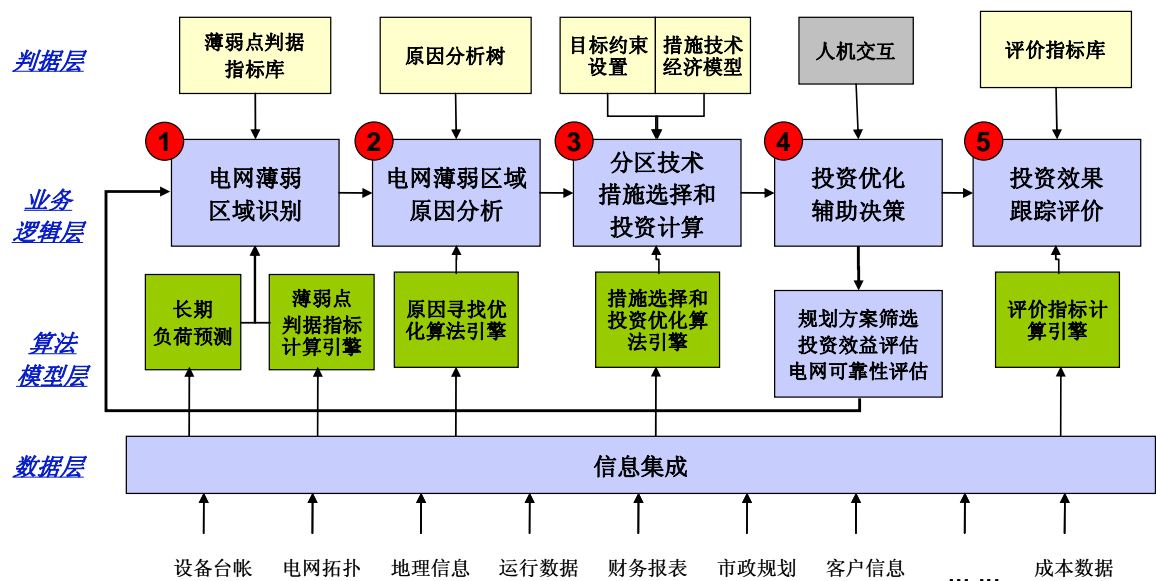 判据层
薄弱点判据
指标库
原因分析树
目标约束
设置
措施技术
经济模型
人机交互
评价指标库
业务
逻辑层
1
电网薄弱
区域识别
2
电网薄弱区域
原因分析
3
分区技术
措施选择和
投资计算
4
投资优化
辅助决策
5
投资效果
跟踪评价
算法
模型层
长期
负荷预测
薄弱点
判据指标
计算引擎
原因寻找优
化算法引擎
措施选择和
投资优化算
法引擎
规划方案筛选
投资效益评估
电网可靠性评估
评价指标计
算引擎
数据层
信息集成
设备台帐
电网拓扑
地理信息
运行数据
财务报表
市政规划
客户信息
... ...
成本数据